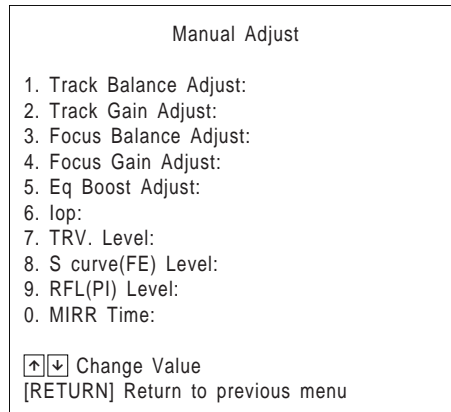 Manual Adjust
1. Track Balance Adjust:
2. Track Gain Adjust:
3. Focus Balance Adjust:
4. Focus Gain Adjust:
5. Eq Boost Adjust:
6. Iop:
7. TRV. Level:
8. S curve(FE) Level:
9. RFL(PI) Level:
0. MIRR Time:
↑↓ Change Value
[RETURN] Return to previous menu